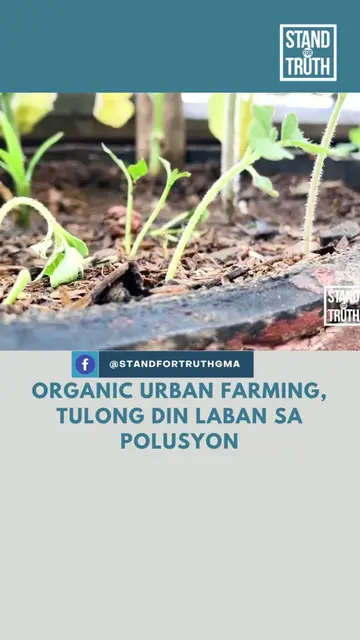 STAND
FOR
TRUTH
STAND
FOR
TRUTH
@STANDFORTRUTHGMA
ORGANIC URBAN FARMING,
TULONG DIN LABAN SA
POLUSYON